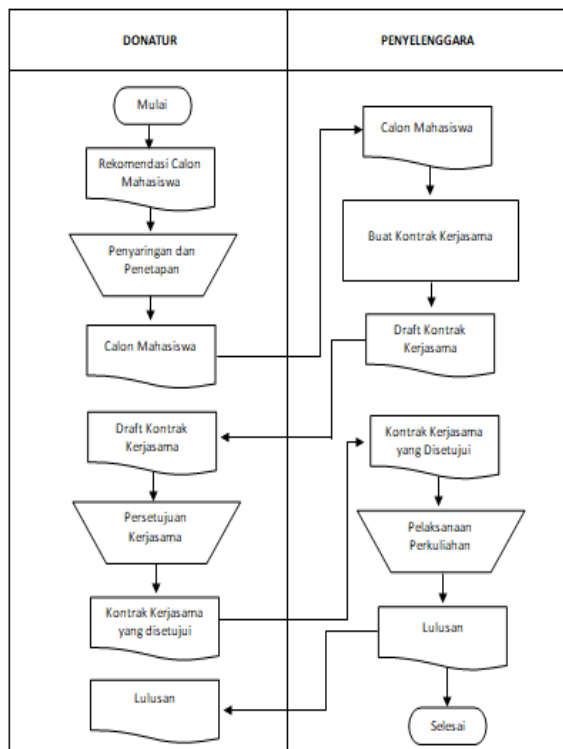 DONATUR
PENYELENGGARA
Mulai
Rekomendasi Calon
Mahasiswa
Penyaringan dan
Penetapan
Calon Mahasiswa
Calon Mahasiswa
Buat Kontrak Kerjasama
Draft Kontrak
Kerjasama
Draft Kontrak
Kerjasama
Persetujuan
Kerjasama
Kontrak Kerjasama
yang disetujui
Kontrak Kerjasama
yang Disetujui
Pelaksanaan
Perkuliahan
Lulusan
Lulusan
Selesai